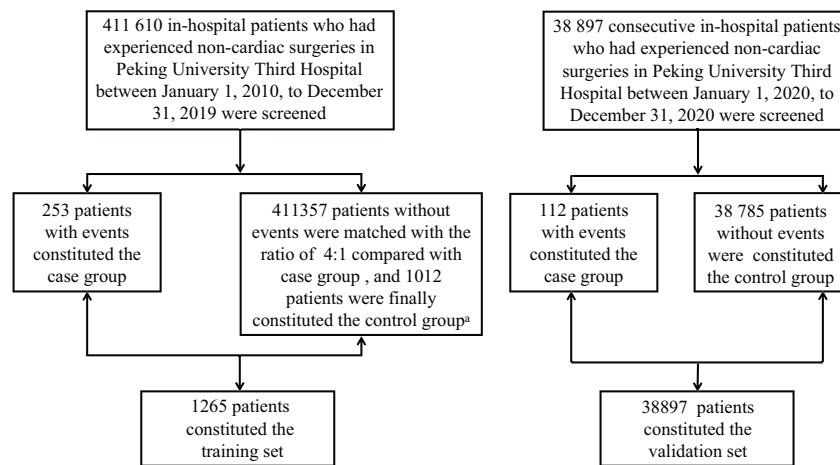 411 610 in-hospital patients who had
experienced non-cardiac surgeries in
Peking University Third Hospital
between January 1, 2010, to December
31, 2019 were screened
253 patients
with events
constituted the
case group
411357 patients without
events were matched with the
ratio of 4:1 compared with
case group , and 1012
patients were finally
constituted the control groupᵃ
1265 patients
constituted the
training set
38 897 consecutive in-hospital patients
who had experienced non-cardiac
surgeries in Peking University Third
Hospital between January 1, 2020, to
December 31, 2020 were screened
112 patients
with events
constituted the
case group
38 785 patients
without events
were constituted
the control group
38897 patients
constituted the
validation set